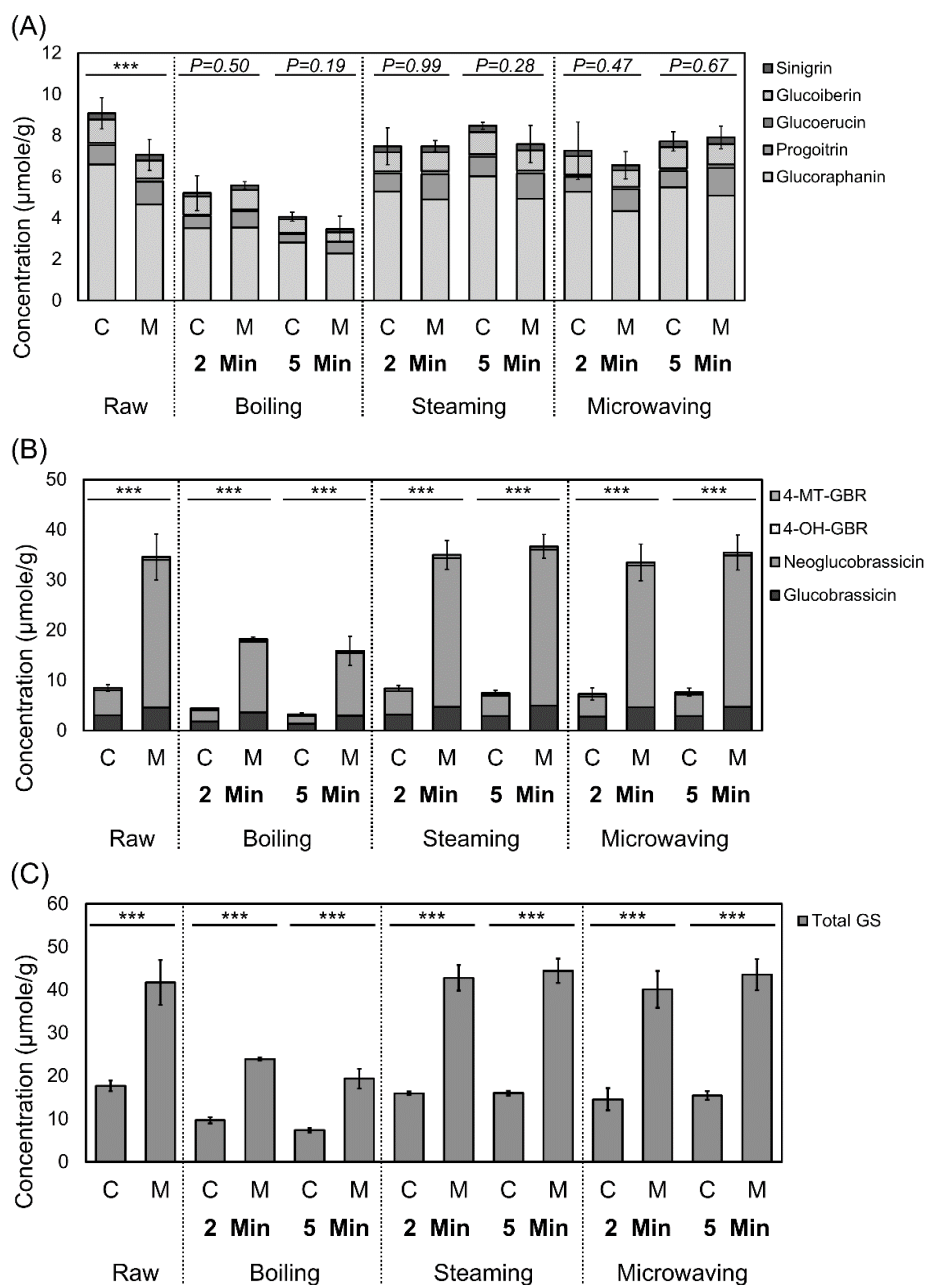 (A)
Concentration (µmole/g)
12
10
8
6
4
2
0
***
P=0.50
P=0.19
P=0.99
P=0.28
P=0.47
P=0.67
Sinigrin
Glucoiberin
Glucoerucin
Progoitrin
Glucoraphanin
C M C M C M C M C M C M C M
2 Min 5 Min 2 Min 5 Min 2 Min 5 Min
Raw Boiling Steaming Microwaving
(B)
Concentration (µmole/g)
50
40
30
20
10
0
*** *** *** *** *** *** ***
4-MT-GBR
4-OH-GBR
Neoglucobrassicin
Glucobrassicin
C M C M C M C M C M C M C M
2 Min 5 Min 2 Min 5 Min 2 Min 5 Min
Raw Boiling Steaming Microwaving
(C)
Concentration (µmole/g)
60
50
40
30
20
10
0
*** *** *** *** *** *** ***
Total GS
C M C M C M C M C M C M C M
2 Min 5 Min 2 Min 5 Min 2 Min 5 Min
Raw Boiling Steaming Microwaving